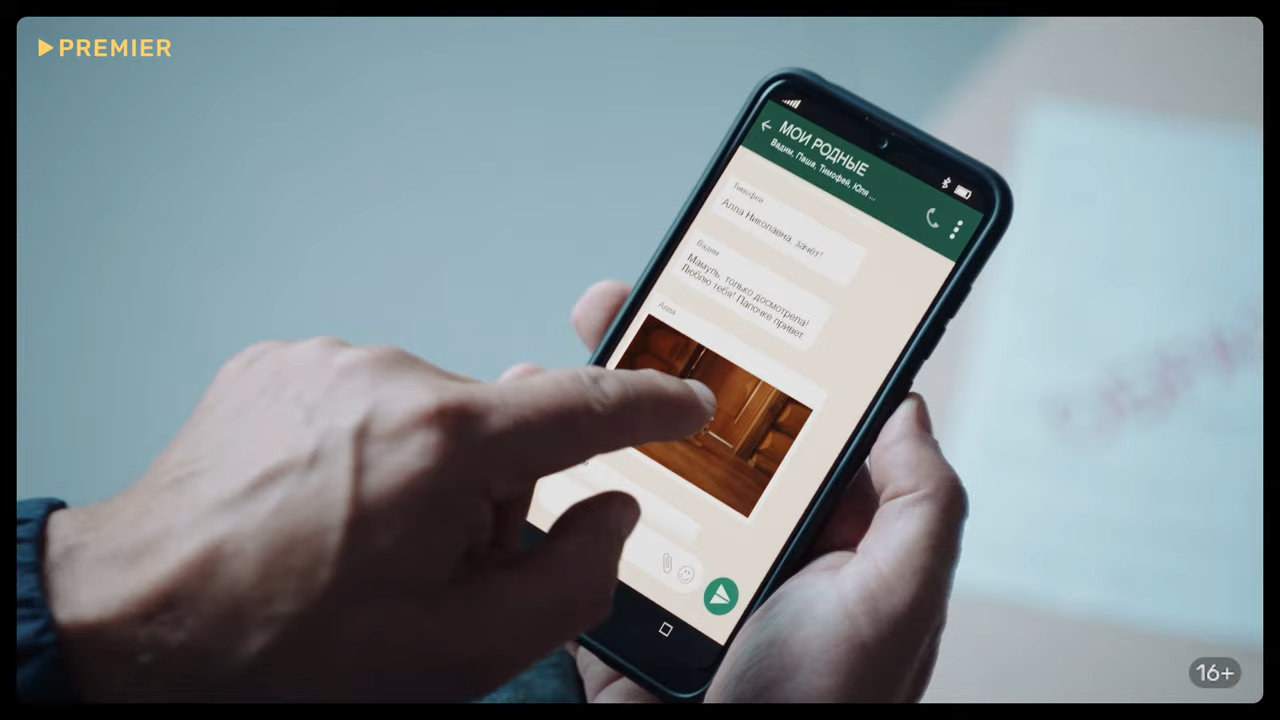 PREMIER
МОИ РОДНЫЕ
Вадим, Паша, Тимофей, Юля ...
Тимофей
Алла Николавна, зачёт!
Вадим
Мамуль, только досмотрела!
Люблю тебя! Папочке привет.
Алла
16+